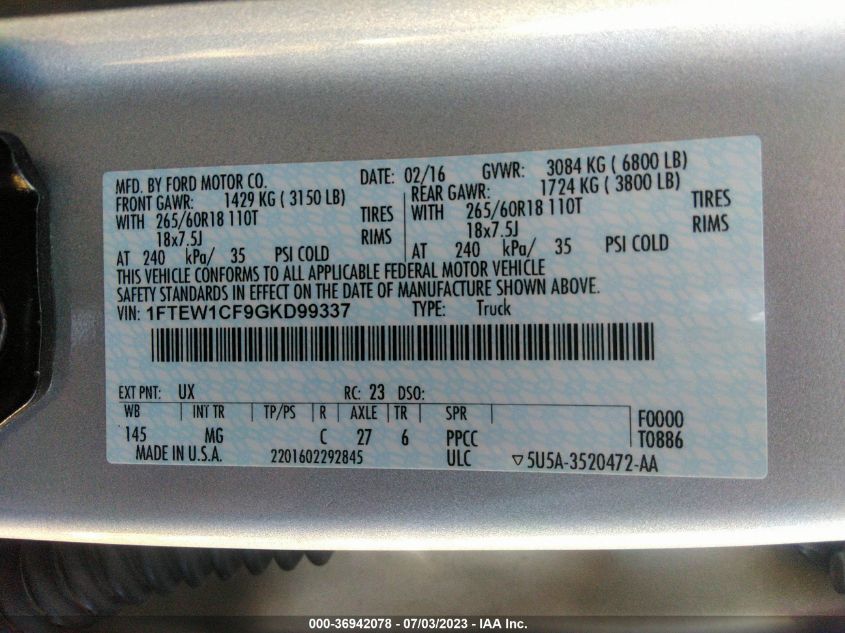 MFD. BY FORD MOTOR CO. DATE: 02/16 GVWR: 3084 KG ( 6800 LB)
FRONT GAWR: 1429 KG ( 3150 LB) REAR GAWR: 1724 KG ( 3800 LB)
WITH 265/60R18 110T TIRES WITH 265/60R18 110T TIRES
18x7.5J RIMS 18x7.5J RIMS
AT 240 kPa/ 35 PSI COLD AT 240 kPa/ 35 PSI COLD
THIS VEHICLE CONFORMS TO ALL APPLICABLE FEDERAL MOTOR VEHICLE
SAFETY STANDARDS IN EFFECT ON THE DATE OF MANUFACTURE SHOWN ABOVE.
VIN: 1FTEW1CF9GKD99337 TYPE: Truck
EXT PNT: UX RC: 23 DSO:
WB INT TR TP/PS R AXLE TR SPR F0000
145 MG C 27 6 PPCC T0886
MADE IN U.S.A. 2201602292845 ULC ▽5U5A-3520472-AA
000-36942078 - 07/03/2023 - IAA Inc.